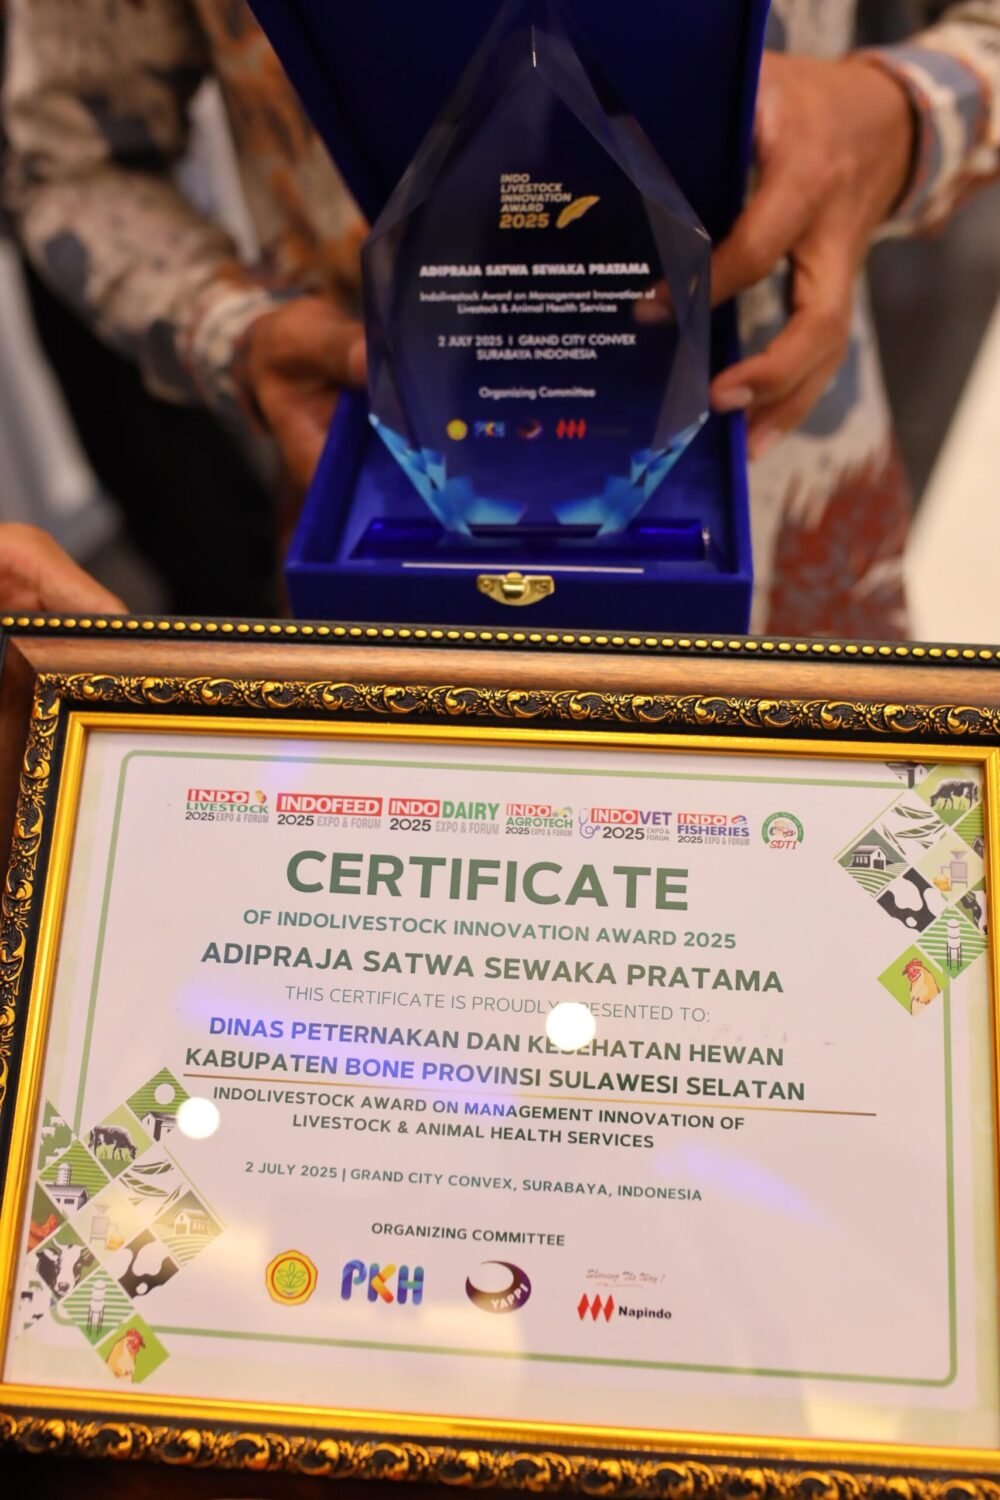 INDO
LIVESTOCK
INNOVATION
AWARD
2025
ADIPRAJA SATWA SEWAKA PRATAMA
Indolivestock Award on Management Innovation of
Livestock & Animal Health Services
2 JULY 2025 | GRAND CITY CONVEX
SURABAYA INDONESIA
Organizing Committee
PKH
INDO LIVESTOCK 2025 EXPO & FORUM
INDOFEED 2025 EXPO & FORUM
INDO DAIRY 2025 EXPO & FORUM
INDO AGROTECH 2025 EXPO & FORUM
INDOVET 2025 EXPO & FORUM
INDO FISHERIES 2025 EXPO & FORUM
SDTI
CERTIFICATE
OF INDOLIVESTOCK INNOVATION AWARD 2025
ADIPRAJA SATWA SEWAKA PRATAMA
THIS CERTIFICATE IS PROUDLY PRESENTED TO:
DINAS PETERNAKAN DAN KESEHATAN HEWAN
KABUPATEN BONE PROVINSI SULAWESI SELATAN
INDOLIVESTOCK AWARD ON MANAGEMENT INNOVATION OF
LIVESTOCK & ANIMAL HEALTH SERVICES
2 JULY 2025 | GRAND CITY CONVEX, SURABAYA, INDONESIA
ORGANIZING COMMITTEE
PKH
YAPPI
Sharing The Way !
Napindo